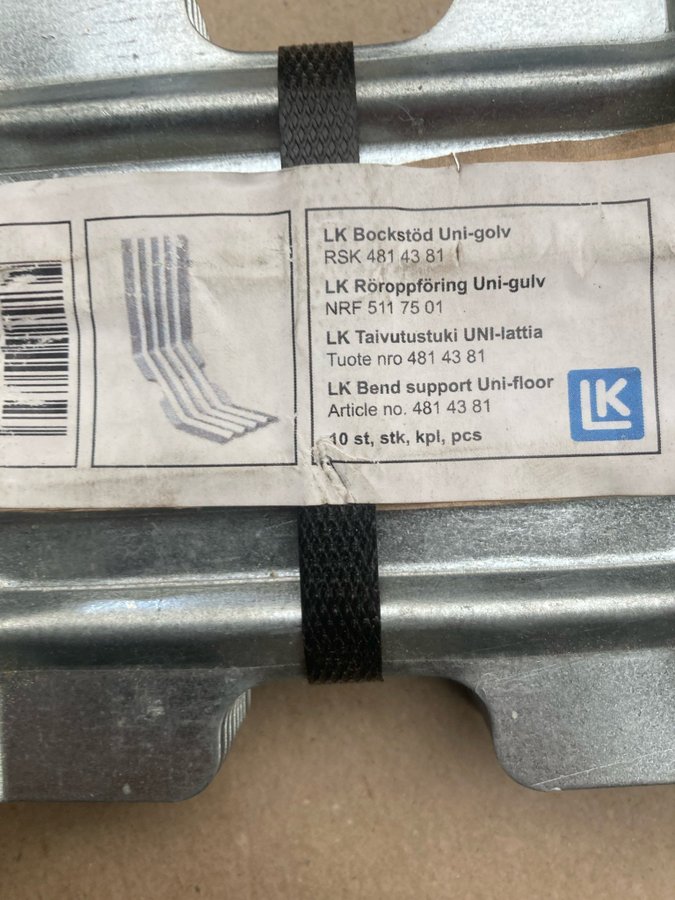 LK Bockstöd Uni-golv
RSK 481 43 81
LK Röroppföring Uni-gulv
NRF 511 75 01
LK Taivutustuki UNI-lattia
Tuote nro 481 43 81
LK Bend support Uni-floor
Article no. 481 43 81
10 st, stk, kpl, pcs
LK